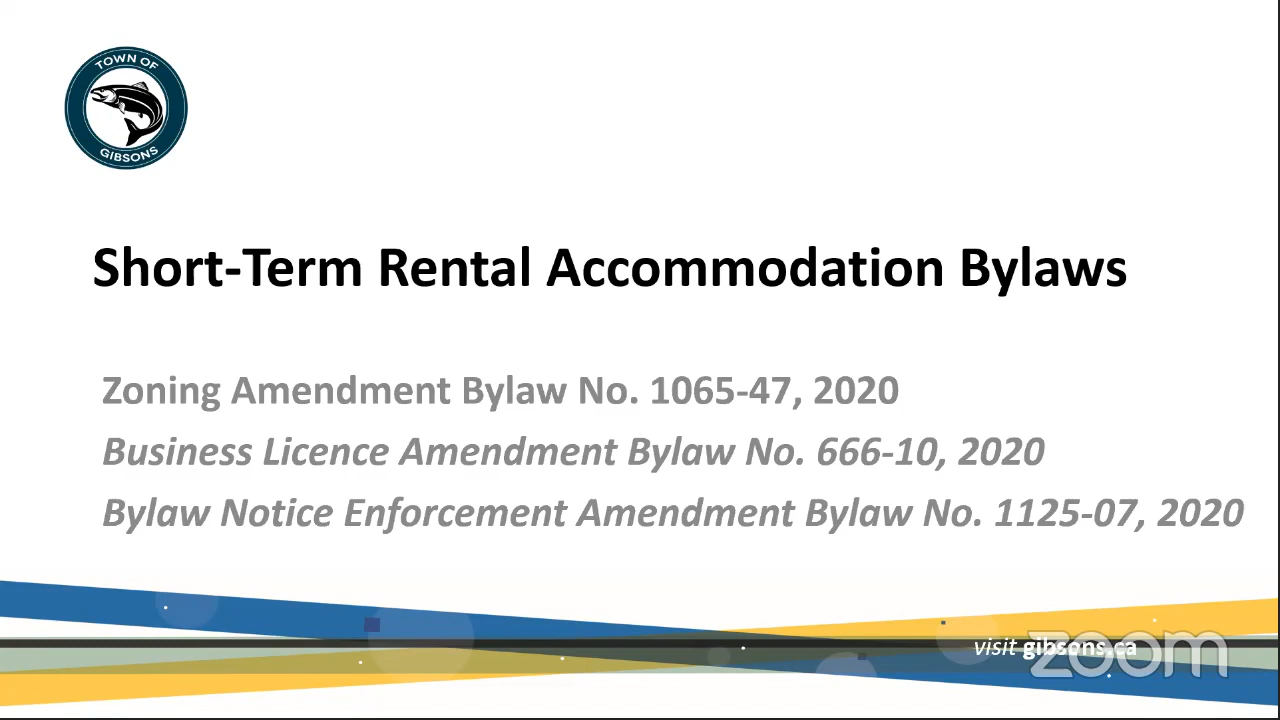 TOWN OF
GIBSONS
Short-Term Rental Accommodation Bylaws
Zoning Amendment Bylaw No. 1065-47, 2020
Business Licence Amendment Bylaw No. 666-10, 2020
Bylaw Notice Enforcement Amendment Bylaw No. 1125-07, 2020
visit gibsons.ca
zoom